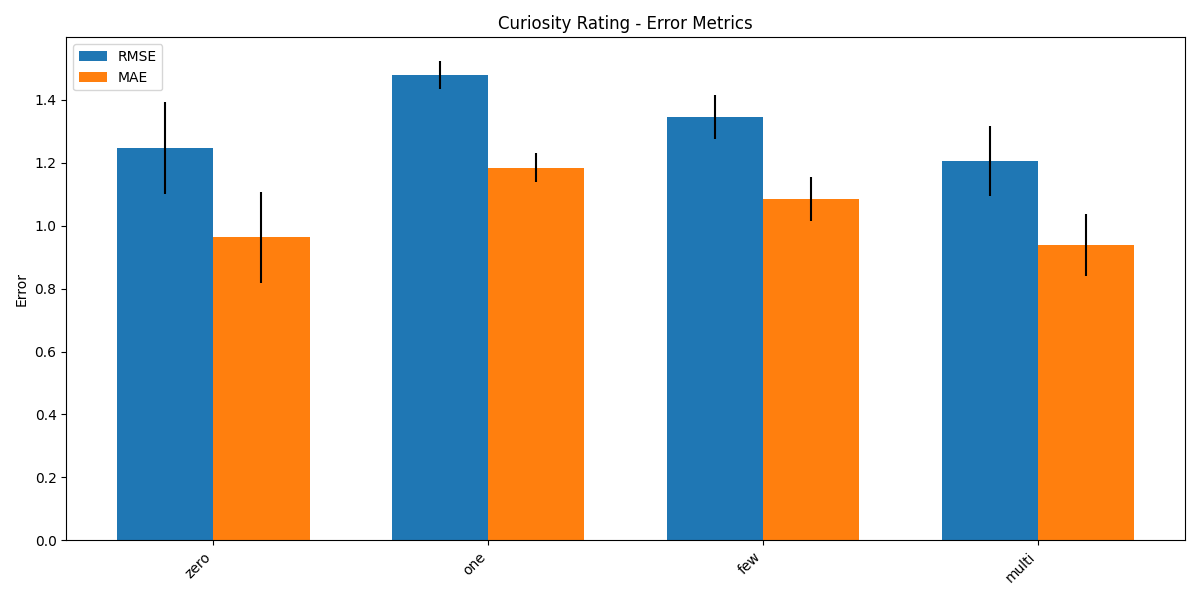 Curiosity Rating - Error Metrics
RMSE
MAE
Error
1.4
1.2
1.0
0.8
0.6
0.4
0.2
0.0
zero
one
few
multi